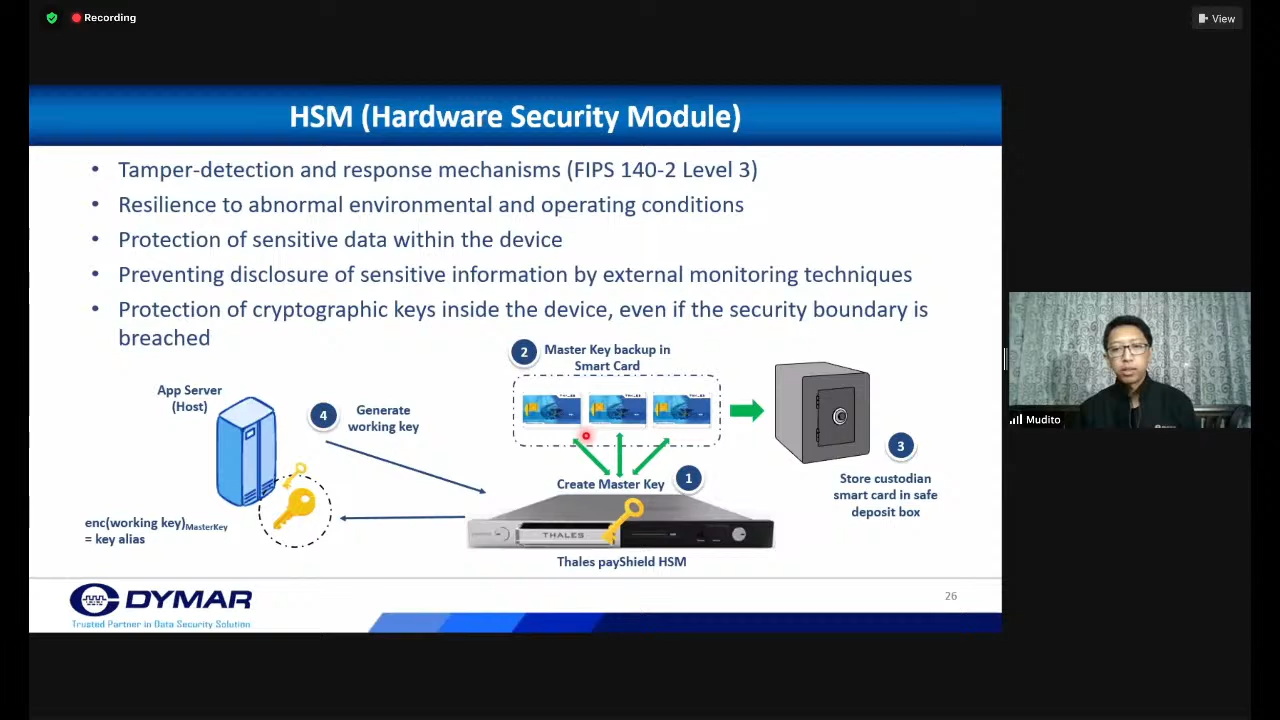 Recording
View
HSM (Hardware Security Module)
• Tamper-detection and response mechanisms (FIPS 140-2 Level 3)
• Resilience to abnormal environmental and operating conditions
• Protection of sensitive data within the device
• Preventing disclosure of sensitive information by external monitoring techniques
• Protection of cryptographic keys inside the device, even if the security boundary is
breached
2
Master Key backup in
Smart Card
App Server
(Host)
4
Generate
working key
THALES
THALES
THALES
3
Store custodian
smart card in safe
deposit box
Create Master Key
1
enc(working key)MasterKey
= key alias
THALES
Thales payShield HSM
Mudito
DYMAR
Trusted Partner in Data Security Solution
26